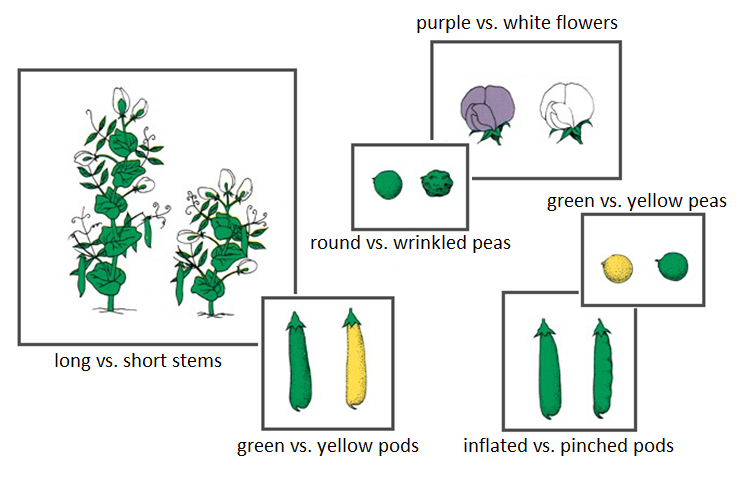 purple vs. white flowers
green vs. yellow peas
round vs. wrinkled peas
long vs. short stems
green vs. yellow pods
inflated vs. pinched pods